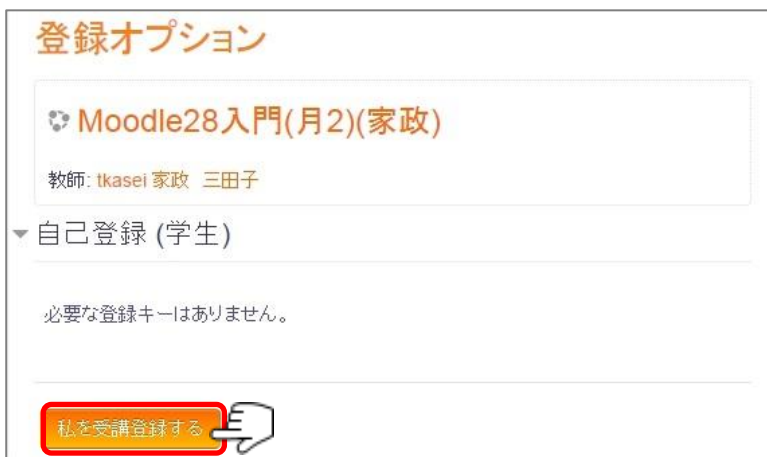 登録オプション
Moodle28入門(月2)(家政)
教師: tkasei 家政 三田子
自己登録 (学生)
必要な登録キーはありません。
私を受講登録する